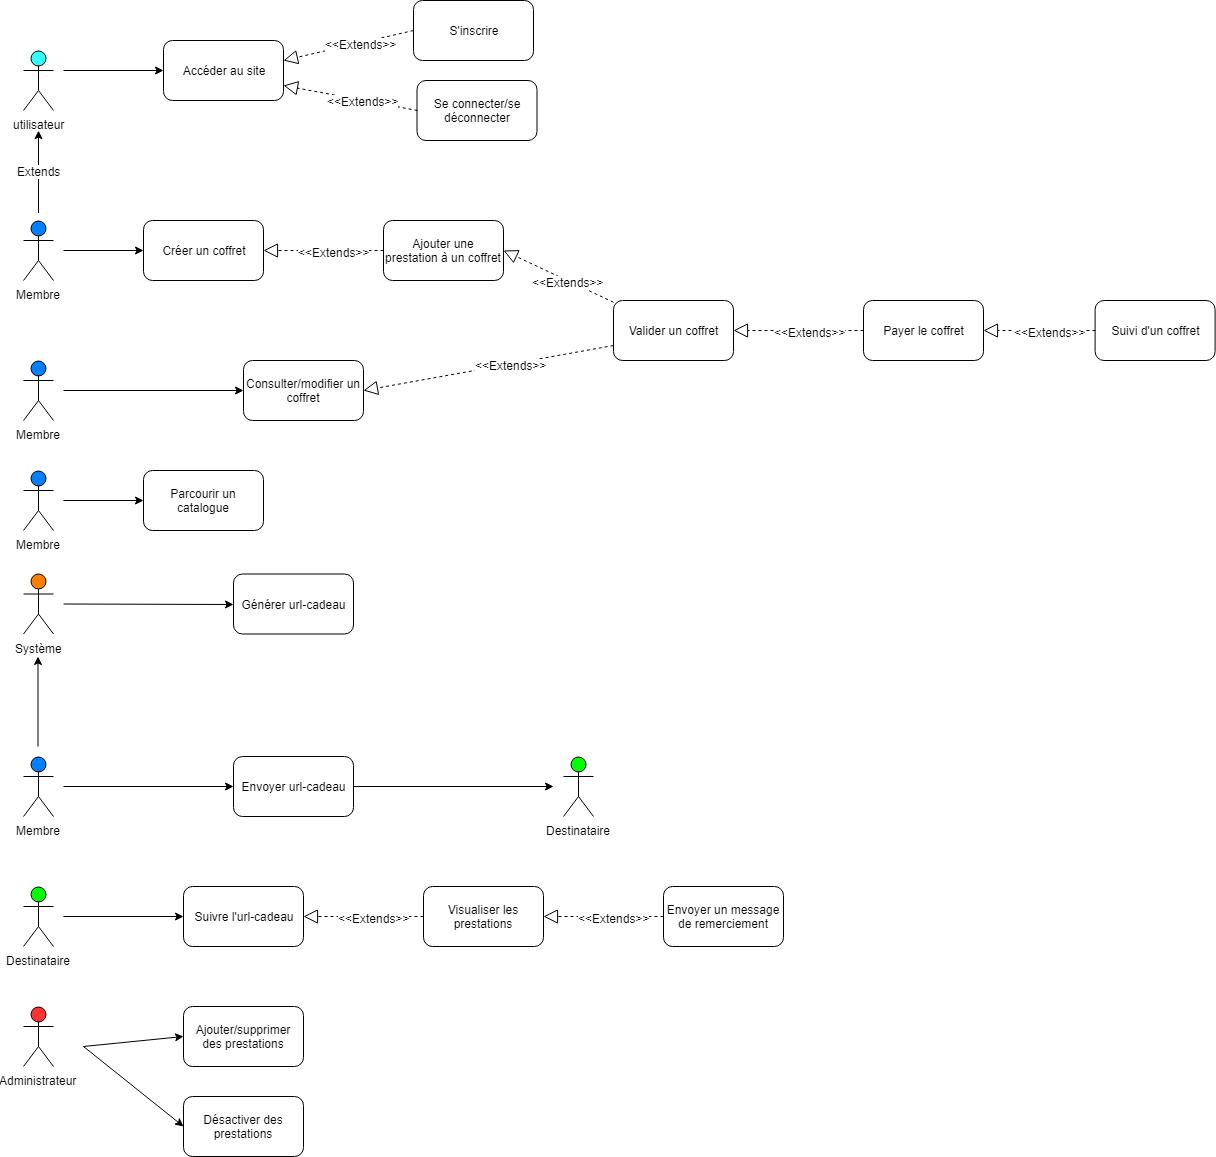 S'inscrire
<<Extends>>
Accéder au site
Se connecter/se
déconnecter
<<Extends>>
utilisateur
Extends
Membre
Créer un coffret
<<Extends>>
Ajouter une
prestation à un coffret
<<Extends>>
Valider un coffret
<<Extends>>
Payer le coffret
<<Extends>>
Suivi d'un coffret
<<Extends>>
Consulter/modifier un
coffret
Membre
Parcourir un
catalogue
Membre
Générer url-cadeau
Système
Envoyer url-cadeau
Membre
Destinataire
Suivre l'url-cadeau
<<Extends>>
Visualiser les
prestations
<<Extends>>
Envoyer un message
de remerciement
Destinataire
Ajouter/supprimer
des prestations
Administrateur
Désactiver des
prestations